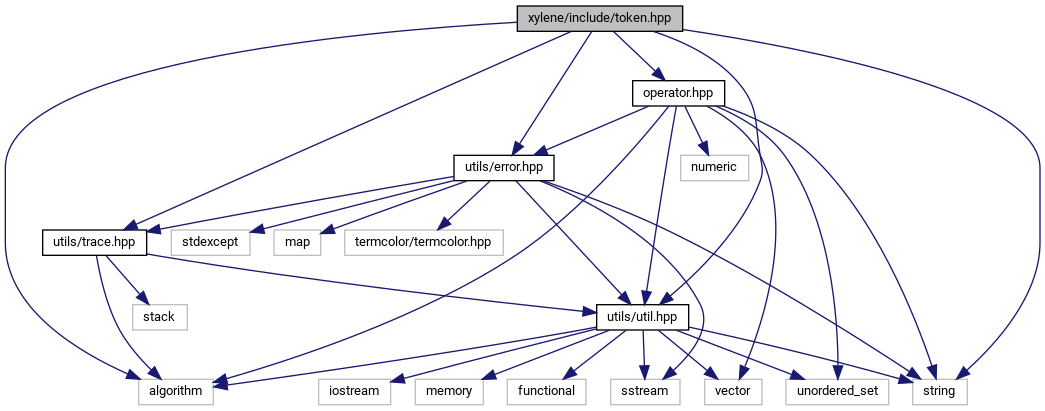 xylene/include/token.hpp
operator.hpp
utils/error.hpp
numeric
utils/trace.hpp
stdexcept
map
termcolor/termcolor.hpp
stack
utils/util.hpp
algorithm
iostream
memory
functional
sstream
vector
unordered_set
string